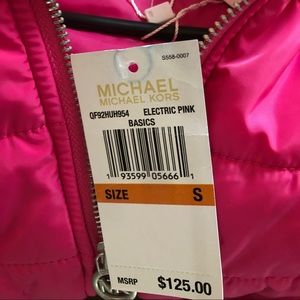 S558-0007
MICHAEL
MICHAEL KORS
QF92HUH954 ELECTRIC PINK
BASICS
1 93599 05666 1
SIZE S
MSRP $125.00